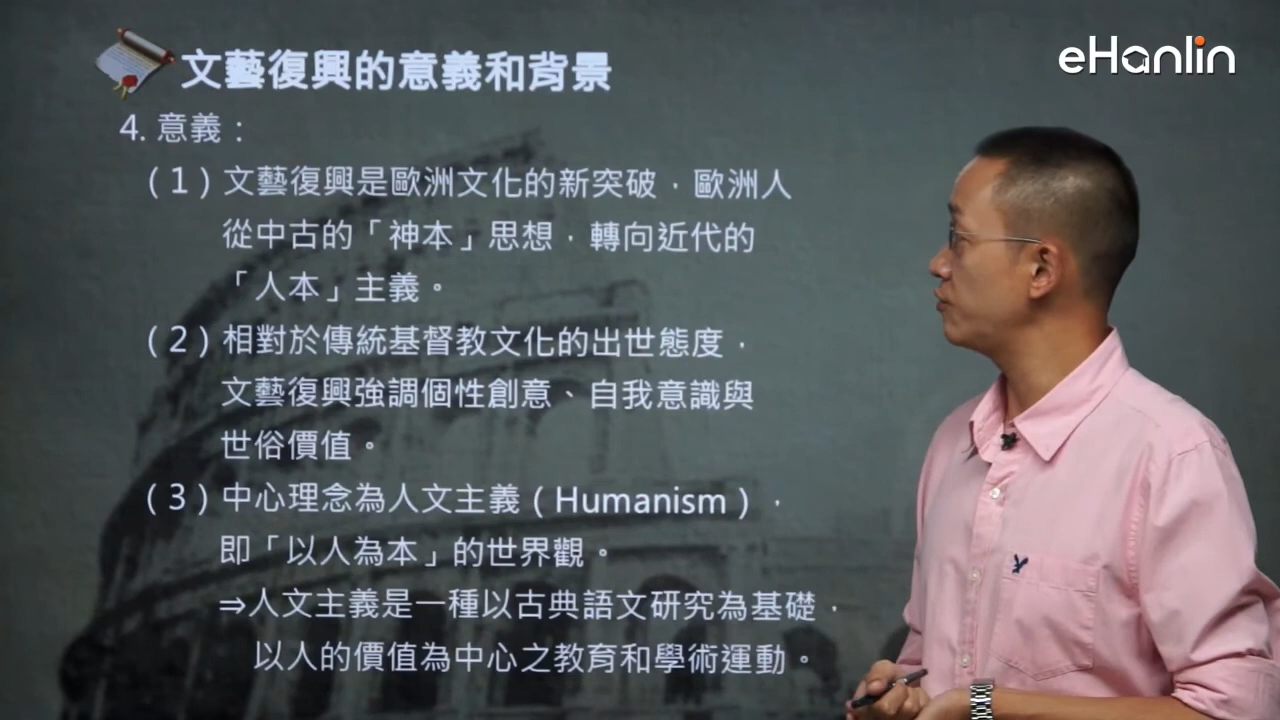 eHanlin
文藝復興的意義和背景
4. 意義：
（1）文藝復興是歐洲文化的新突破，歐洲人
從中古的「神本」思想，轉向近代的
「人本」主義。
（2）相對於傳統基督教文化的出世態度，
文藝復興強調個性創意、自我意識與
世俗價值。
（3）中心理念為人文主義（Humanism），
即「以人為本」的世界觀。
⇒人文主義是一種以古典語文研究為基礎，
以人的價值為中心之教育和學術運動。